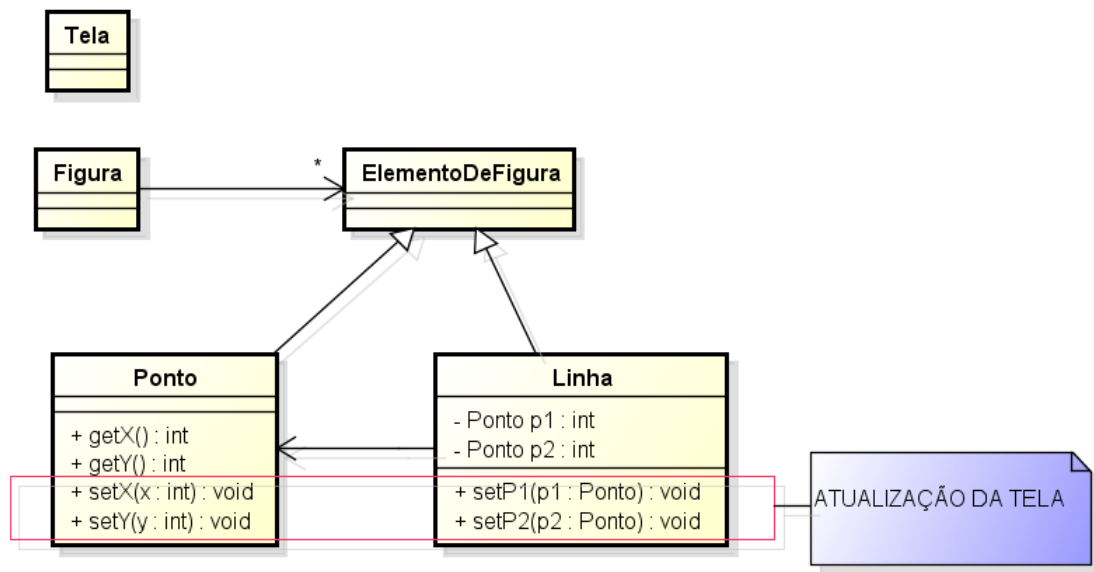 Tela
Figura
*
ElementoDeFigura
Ponto
+ getX() : int
+ getY() : int
+ setX(x : int) : void
+ setY(y : int) : void
Linha
- Ponto p1 : int
- Ponto p2 : int
+ setP1(p1 : Ponto) : void
+ setP2(p2 : Ponto) : void
ATUALIZAÇÃO DA TELA